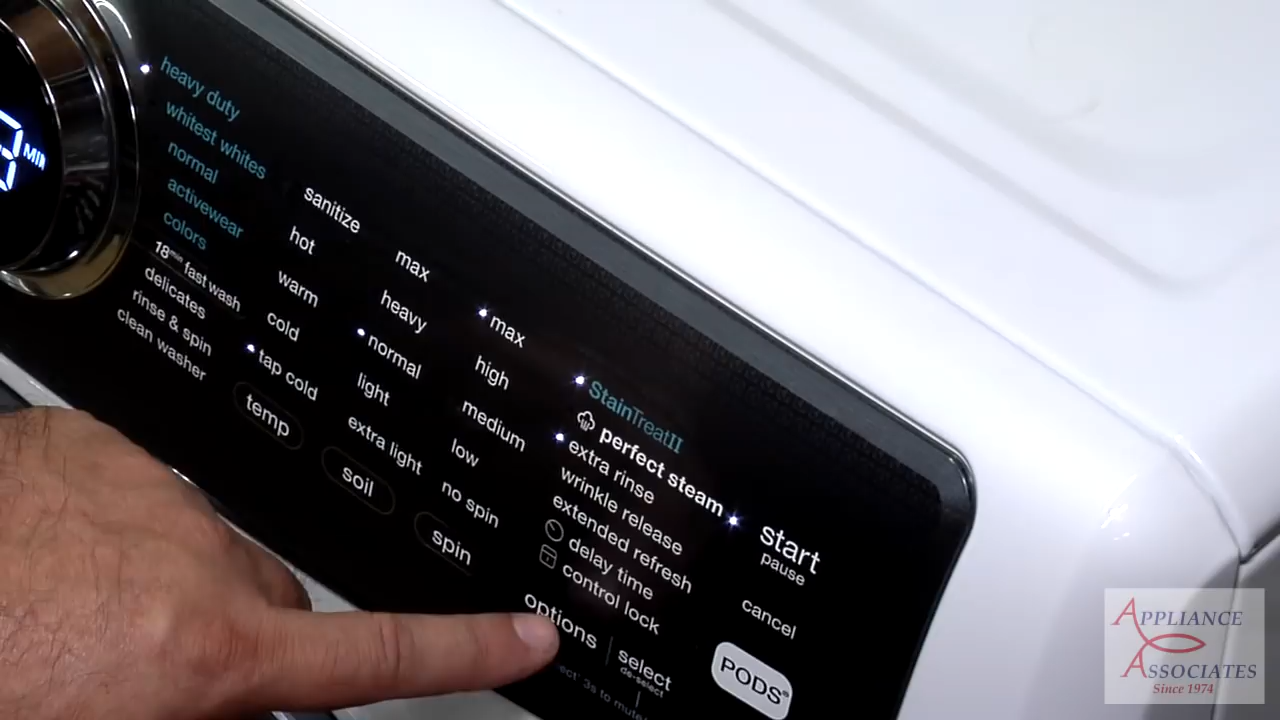 MIN
heavy duty
whitest whites
normal
activewear
colors
18min fast wash
delicates
rinse & spin
clean washer
sanitize
hot
warm
cold
tap cold
temp
max
heavy
normal
light
extra light
soil
max
high
medium
low
no spin
spin
StainTreatII
perfect steam
extra rinse
wrinkle release
extended refresh
delay time
control lock
options
select
de-select
3s to mute
start
pause
cancel
PODS®
APPLIANCE
ASSOCIATES
Since 1974